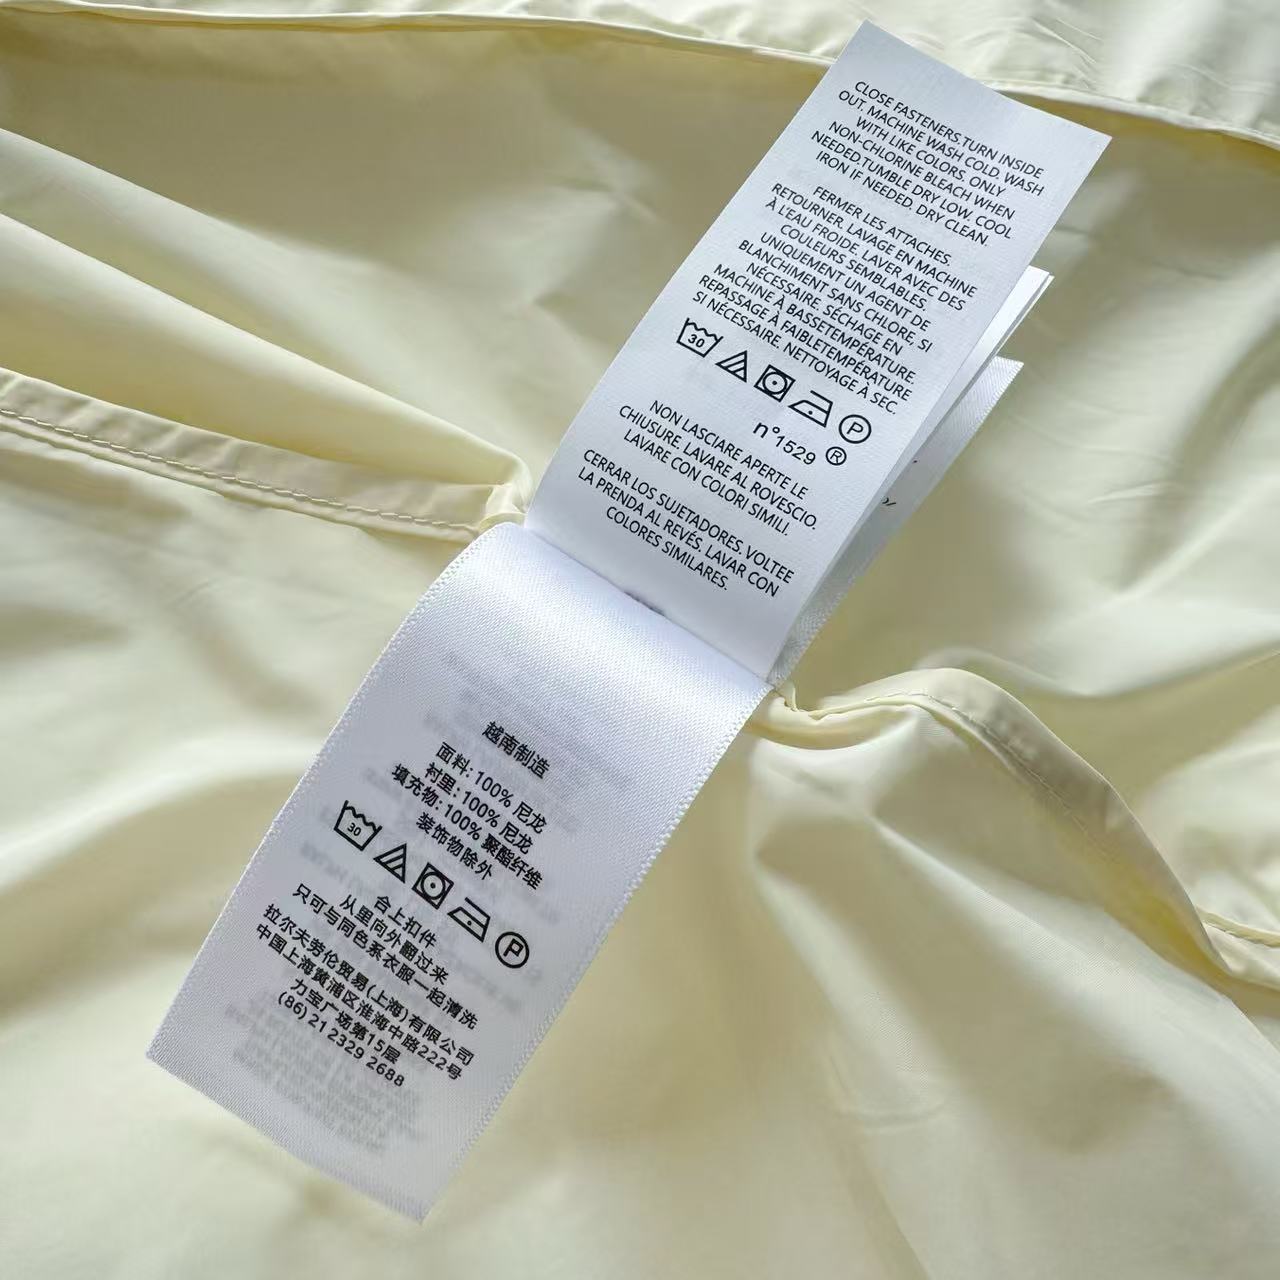 CLOSE FASTENERS.TURN INSIDE
OUT. MACHINE WASH COLD. WASH
WITH LIKE COLORS. ONLY
NON-CHLORINE BLEACH WHEN
NEEDED.TUMBLE DRY LOW. COOL
IRON IF NEEDED. DRY CLEAN.
FERMER LES ATTACHES.
RETOURNER. LAVAGE EN MACHINE
À L'EAU FROIDE. LAVER AVEC DES
COULEURS SEMBLABLES.
UNIQUEMENT UN AGENT DE
BLANCHIMENT SANS CHLORE, SI
NÉCESSAIRE. SÉCHAGE EN
MACHINE À BASSETEMPÉRATURE.
REPASSAGE À FAIBLETEMPÉRATURE
SI NÉCESSAIRE. NETTOYAGE À SEC.
30
P
n°1529 ®
NON LASCIARE APERTE LE
CHIUSURE. LAVARE AL ROVESCIO.
LAVARE CON COLORI SIMILI.
CERRAR LOS SUJETADORES. VOLTEE
LA PRENDA AL REVÉS. LAVAR CON
COLORES SIMILARES.
越南制造
面料: 100% 尼龙
衬里: 100% 尼龙
填充物: 100% 聚酯纤维
装饰物除外
30
P
合上扣件
从里向外翻过来
只可与同色系衣服一起清洗
拉尔夫劳伦贸易(上海)有限公司
中国上海黄浦区淮海中路222号
力宝广场第15层
(86) 21 2329 2688